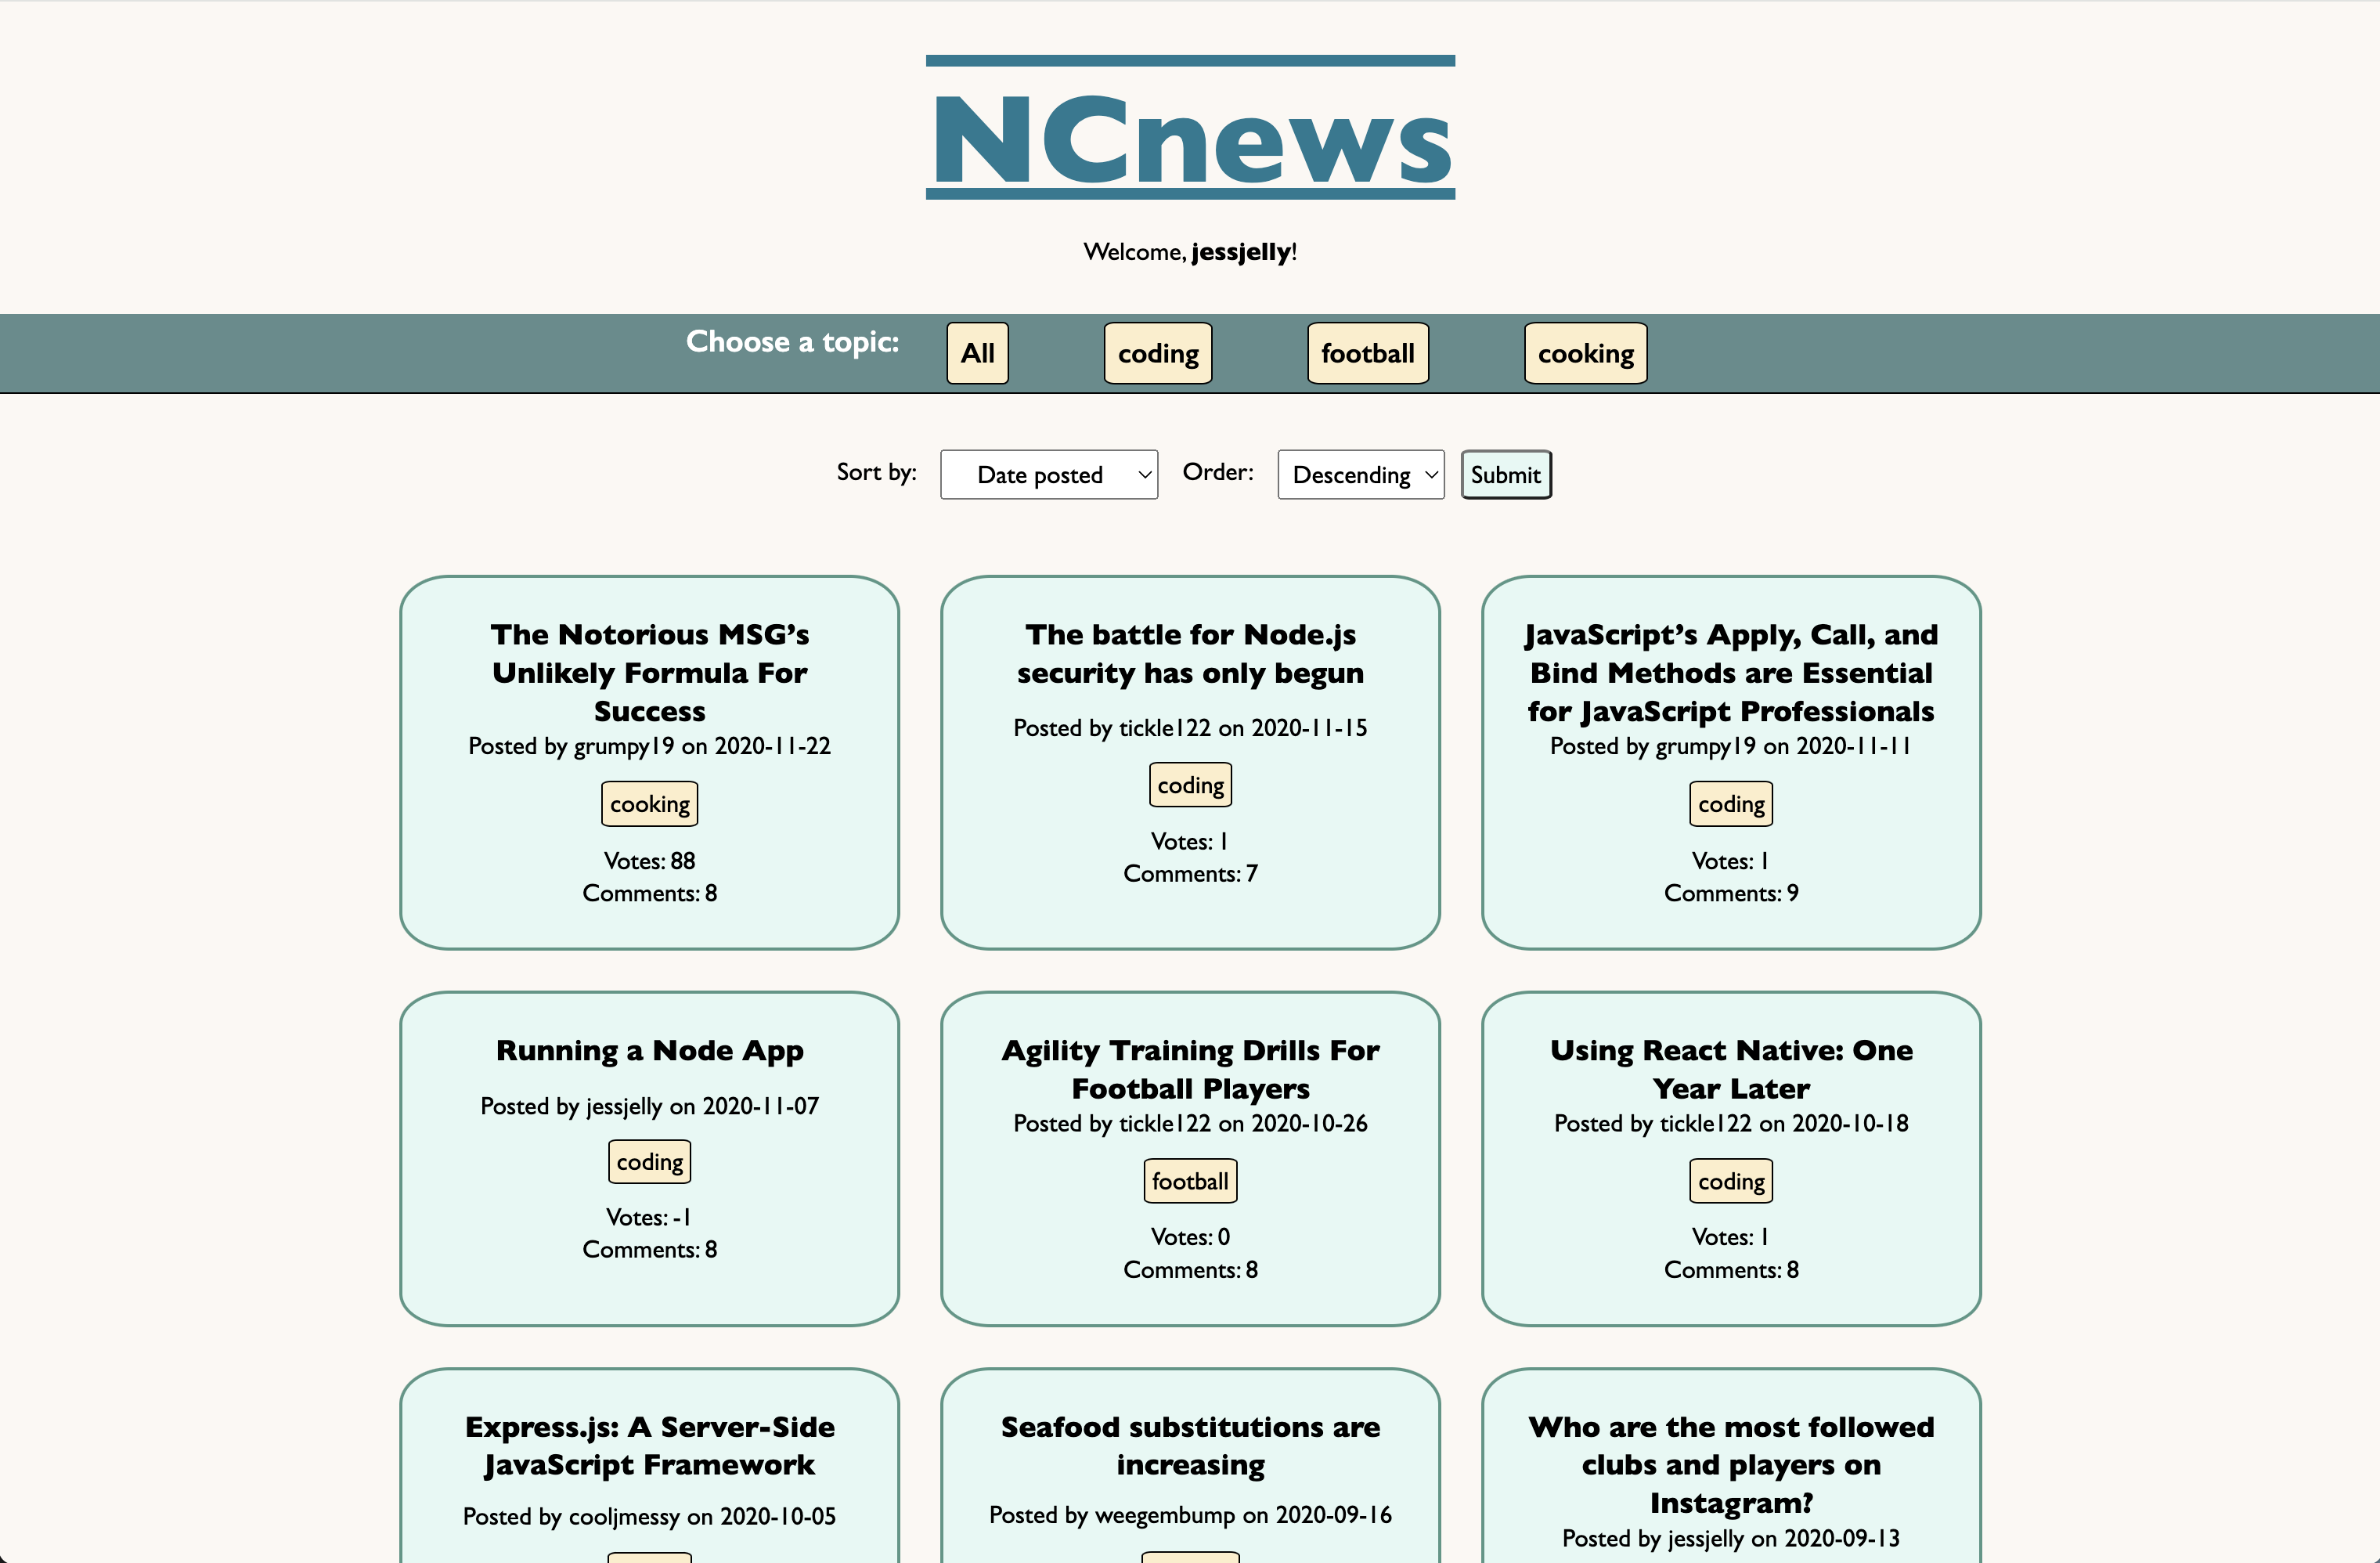 NCnews
Welcome, jessjelly!
Choose a topic:
All
coding
football
cooking
Sort by:
Date posted
Order:
Descending
Submit
The Notorious MSG’s
Unlikely Formula For
Success
Posted by grumpy19 on 2020-11-22
cooking
Votes: 88
Comments: 8
The battle for Node.js
security has only begun
Posted by tickle122 on 2020-11-15
coding
Votes: 1
Comments: 7
JavaScript’s Apply, Call, and
Bind Methods are Essential
for JavaScript Professionals
Posted by grumpy19 on 2020-11-11
coding
Votes: 1
Comments: 9
Running a Node App
Posted by jessjelly on 2020-11-07
coding
Votes: -1
Comments: 8
Agility Training Drills For
Football Players
Posted by tickle122 on 2020-10-26
football
Votes: 0
Comments: 8
Using React Native: One
Year Later
Posted by tickle122 on 2020-10-18
coding
Votes: 1
Comments: 8
Express.js: A Server-Side
JavaScript Framework
Posted by cooljmessy on 2020-10-05
Seafood substitutions are
increasing
Posted by weegembump on 2020-09-16
Who are the most followed
clubs and players on
Instagram?
Posted by jessjelly on 2020-09-13